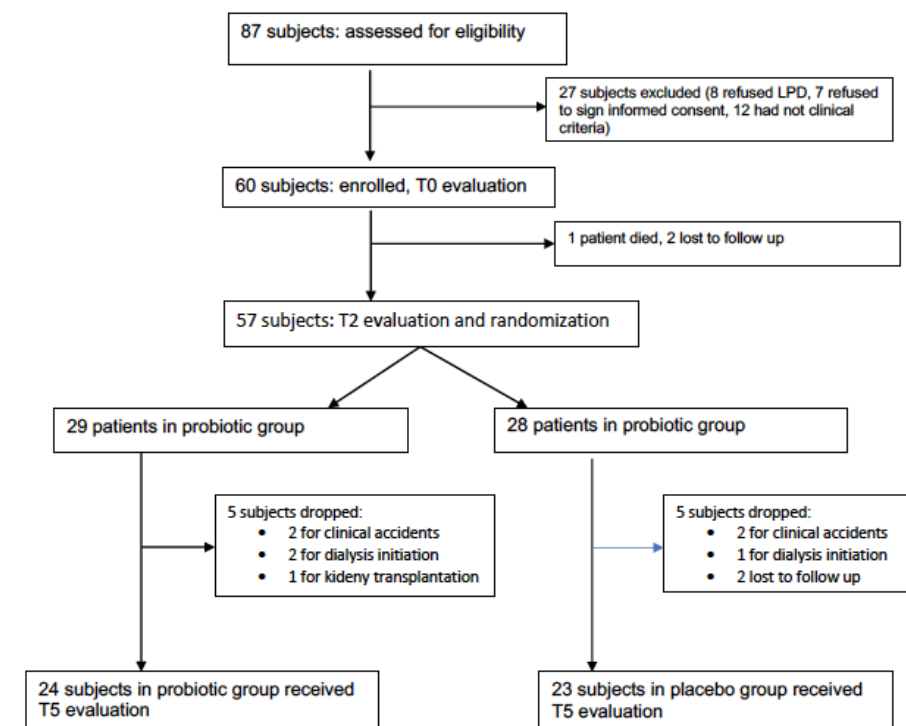 87 subjects: assessed for eligibility
27 subjects excluded (8 refused LPD, 7 refused
to sign informed consent, 12 had not clinical
criteria)
60 subjects: enrolled, T0 evaluation
1 patient died, 2 lost to follow up
57 subjects: T2 evaluation and randomization
29 patients in probiotic group
28 patients in probiotic group
5 subjects dropped:
• 2 for clinical accidents
• 2 for dialysis initiation
• 1 for kideny transplantation
5 subjects dropped:
• 2 for clinical accidents
• 1 for dialysis initiation
• 2 lost to follow up
24 subjects in probiotic group received
T5 evaluation
23 subjects in placebo group received
T5 evaluation